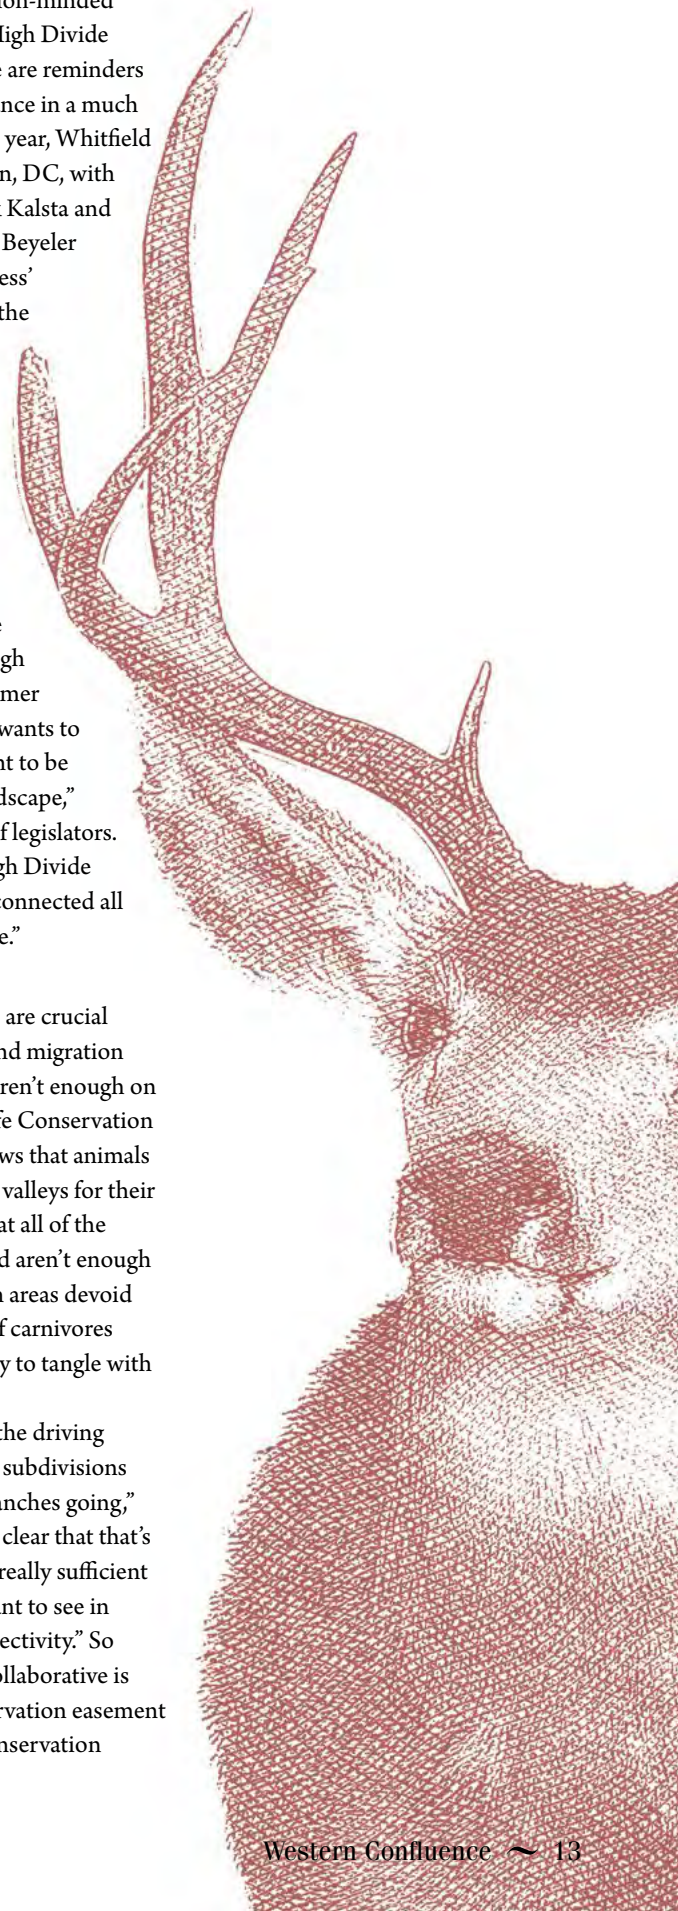 on-minded
High Divide
e are reminders
nce in a much
year, Whitfield
n, DC, with
Kalsta and
Beyeler
ess’
the
e
gh
mer
wants to
nt to be
dscape,”
f legislators.
gh Divide
connected all
e.”
are crucial
nd migration
ren’t enough on
fe Conservation
ws that animals
valleys for their
at all of the
d aren’t enough
n areas devoid
f carnivores
y to tangle with
the driving
subdivisions
anches going,”
clear that that’s
really sufficient
nt to see in
ectivity.” So
ollaborative is
rvation easement
nservation
Western Confluence ~ 13